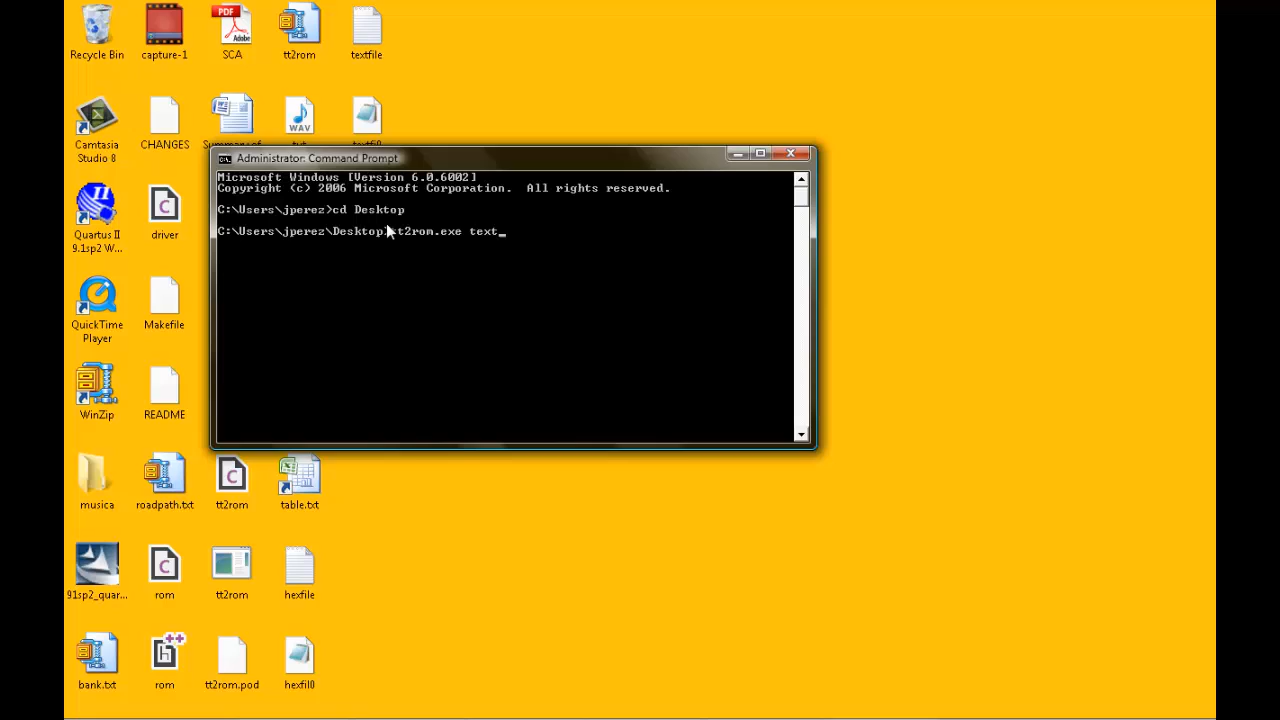 Recycle Bin
capture-1
PDF
Adobe
SCA
tt2rom
textfile
Camtasia
Studio 8
CHANGES
WAV
Administrator: Command Prompt
Microsoft Windows [Version 6.0.6002]
Copyright (c) 2006 Microsoft Corporation.  All rights reserved.
C:\Users\jperez>cd Desktop
C:\Users\jperez\Desktop>tt2rom.exe text_
Quartus II
9.1sp2 W...
driver
QuickTime
Player
Makefile
WinZip
README
musica
roadpath.txt
tt2rom
table.txt
91sp2_quar...
rom
tt2rom
hexfile
bank.txt
rom
tt2rom.pod
hexfil0